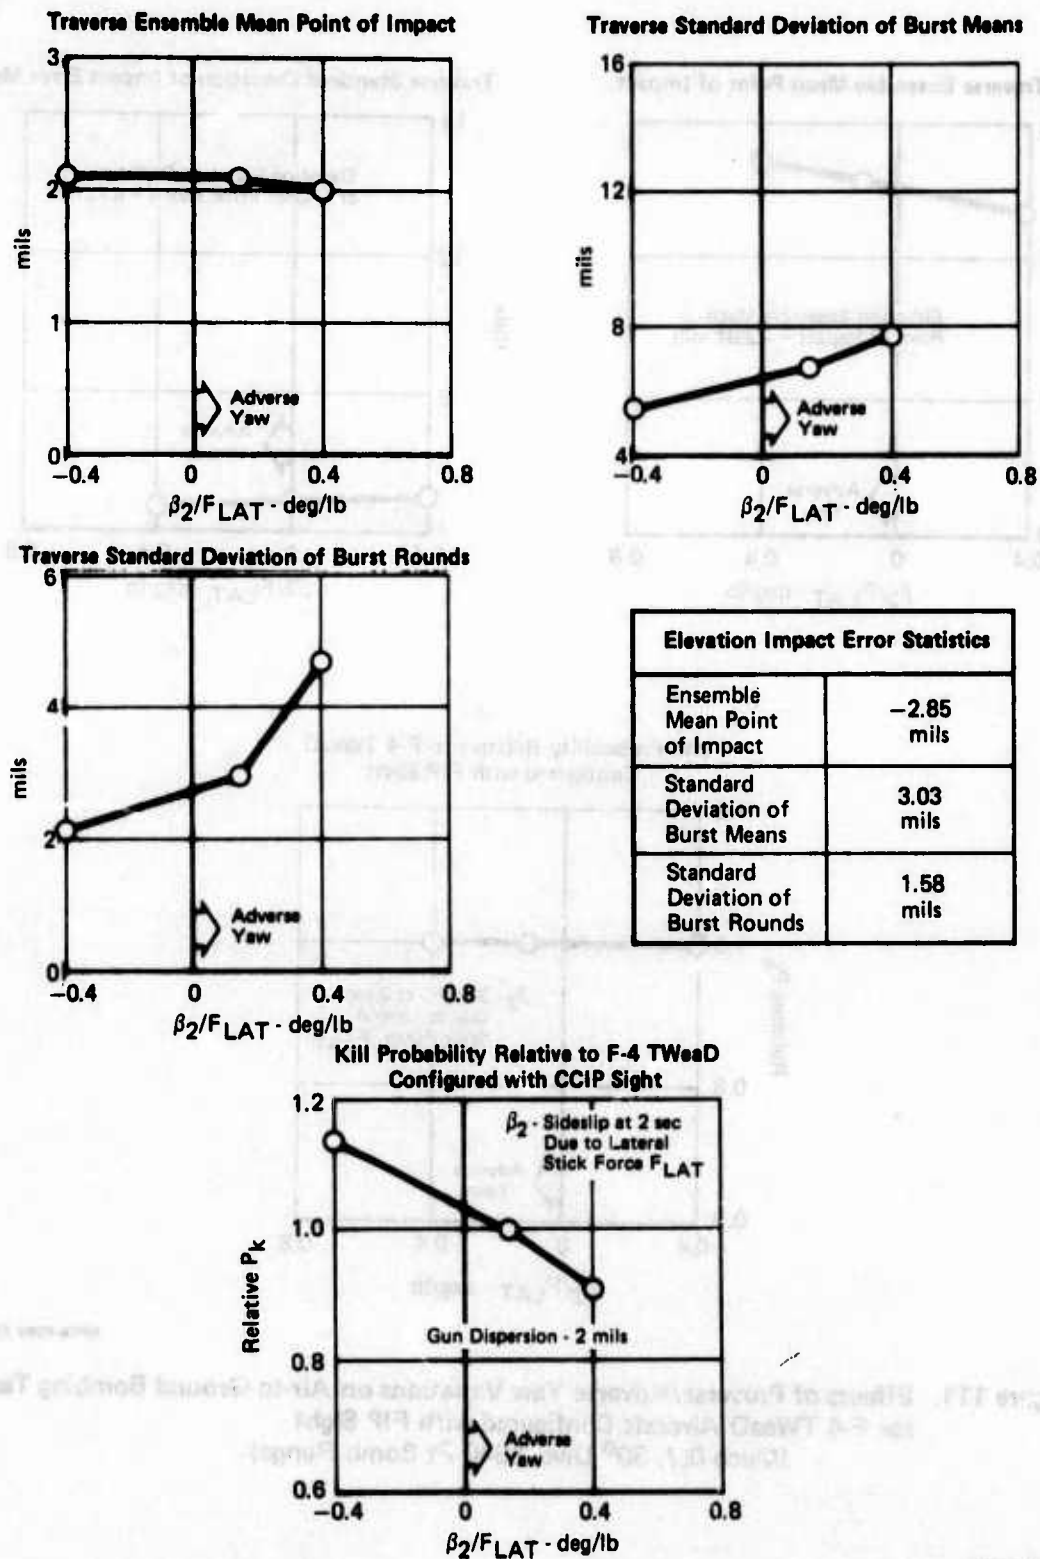 Traverse Ensemble Mean Point of Impact
3
2
1
0
mils
Adverse
Yaw
−0.4 0 0.4 0.8
β2/FLAT - deg/lb
Traverse Standard Deviation of Burst Means
16
12
8
4
mils
Adverse
Yaw
−0.4 0 0.4 0.8
β2/FLAT - deg/lb
Traverse Standard Deviation of Burst Rounds
6
4
2
0
mils
Adverse
Yaw
−0.4 0 0.4 0.8
β2/FLAT - deg/lb
Elevation Impact Error Statistics
Ensemble
Mean Point
of Impact
−2.85
mils
Standard
Deviation of
Burst Means
3.03
mils
Standard
Deviation of
Burst Rounds
1.58
mils
Kill Probability Relative to F-4 TWeaD
Configured with CCIP Sight
1.2
1.0
0.8
0.6
Relative Pk
β2 - Sideslip at 2 sec
Due to Lateral
Stick Force FLAT
Gun Dispersion - 2 mils
Adverse
Yaw
−0.4 0 0.4 0.8
β2/FLAT - deg/lb